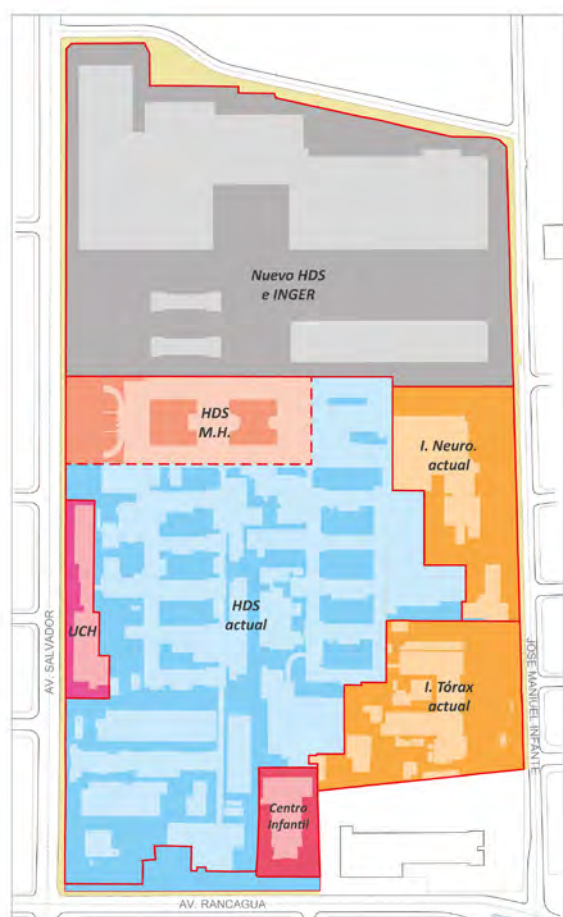 Nuevo HDS
e INGER
HDS
M.H.
I. Neuro.
actual
HDS
actual
UCH
I. Tórax
actual
Centro
Infantil
AV. SALVADOR
JOSE MANUEL INFANTE
AV. RANCAGUA